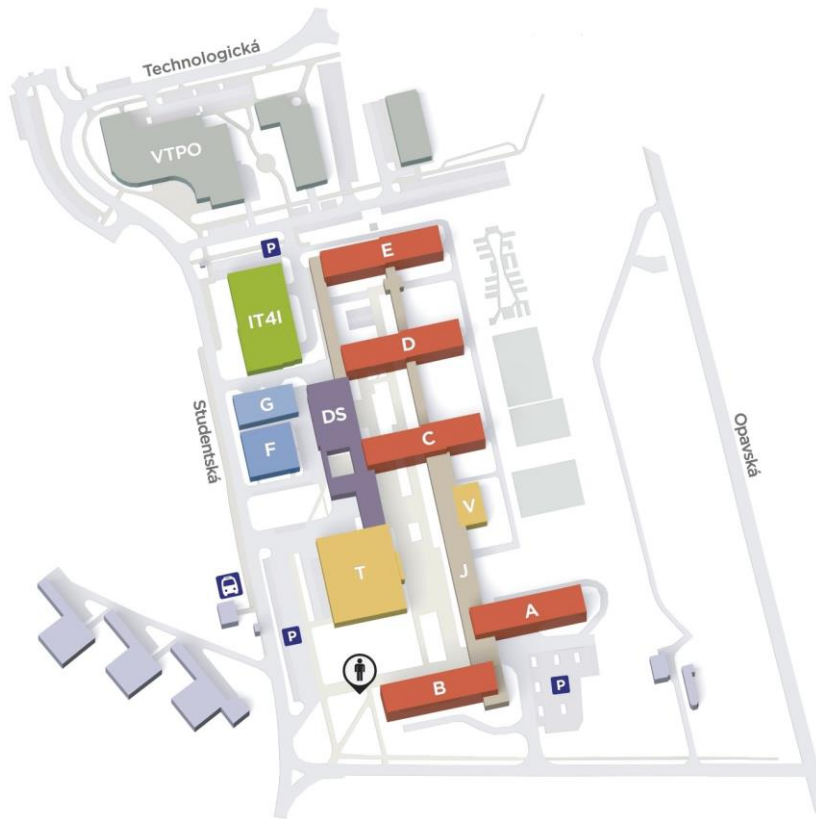 Technologická
VTPO
P
E
IT4I
D
G
DS
Studentská
C
Opavská
F
V
T
J
A
P
B
P